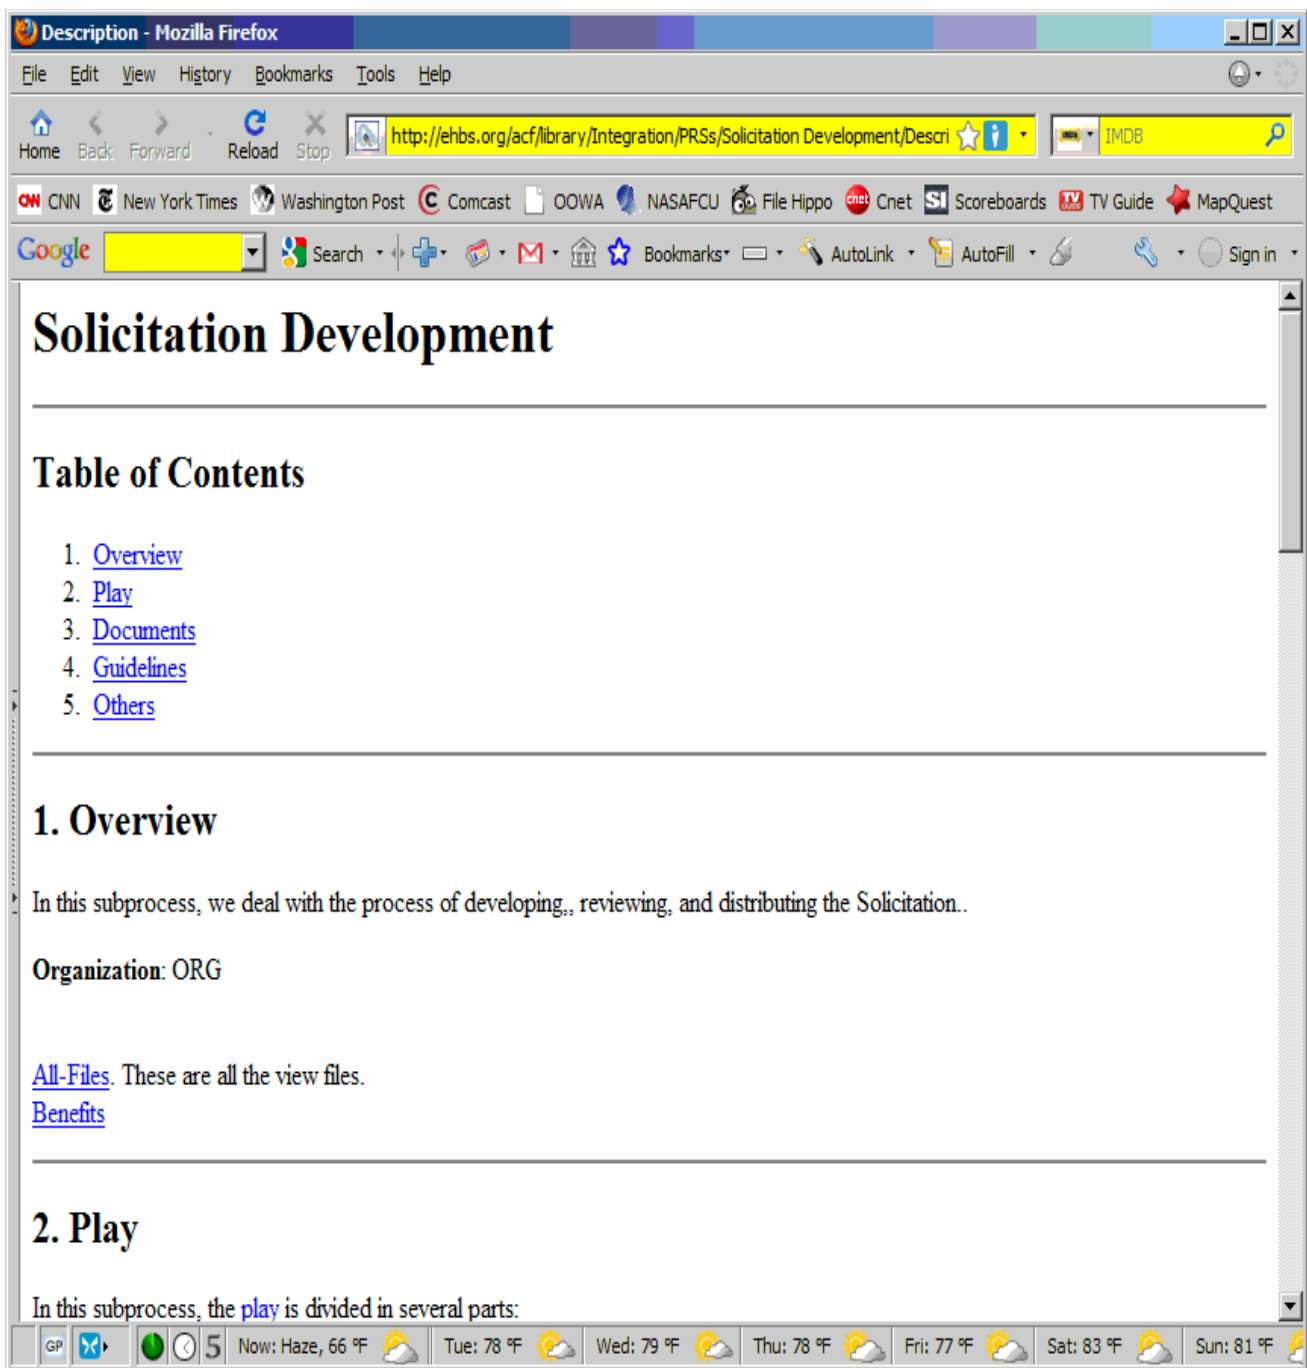 Description - Mozilla Firefox
File Edit View History Bookmarks Tools Help
Home Back Forward Reload Stop http://ehbs.org/acf/library/Integration/PRSs/Solicitation Development/Descri IMDB
CNN CNN New York Times Washington Post C Comcast OOWA NASAFCU File Hippo cnet Cnet SI Scoreboards TV Guide MapQuest
Google Search Bookmarks AutoLink AutoFill Sign in
Solicitation Development
Table of Contents
1. Overview
2. Play
3. Documents
4. Guidelines
5. Others
1. Overview
In this subprocess, we deal with the process of developing,, reviewing, and distributing the Solicitation..
Organization: ORG
All-Files. These are all the view files.
Benefits
2. Play
In this subprocess, the play is divided in several parts:
GP 5 Now: Haze, 66 °F Tue: 78 °F Wed: 79 °F Thu: 78 °F Fri: 77 °F Sat: 83 °F Sun: 81 °F